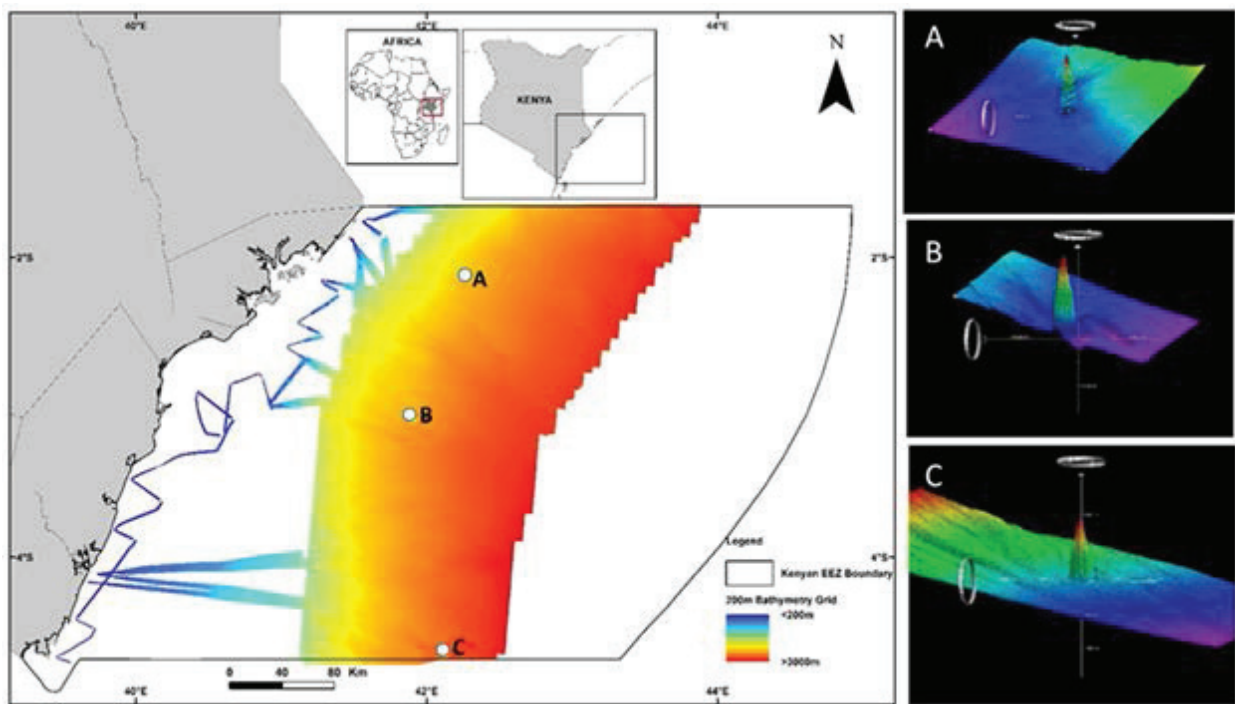 40°E
42°E
44°E
AFRICA
KENYA
N
2°S
2°S
A
B
C
4°S
4°S
Legend
Kenyan EEZ Boundary
200m Bathymetry Grid
<200m
>3000m
0 40 80 Km
40°E
42°E
44°E
A
B
C